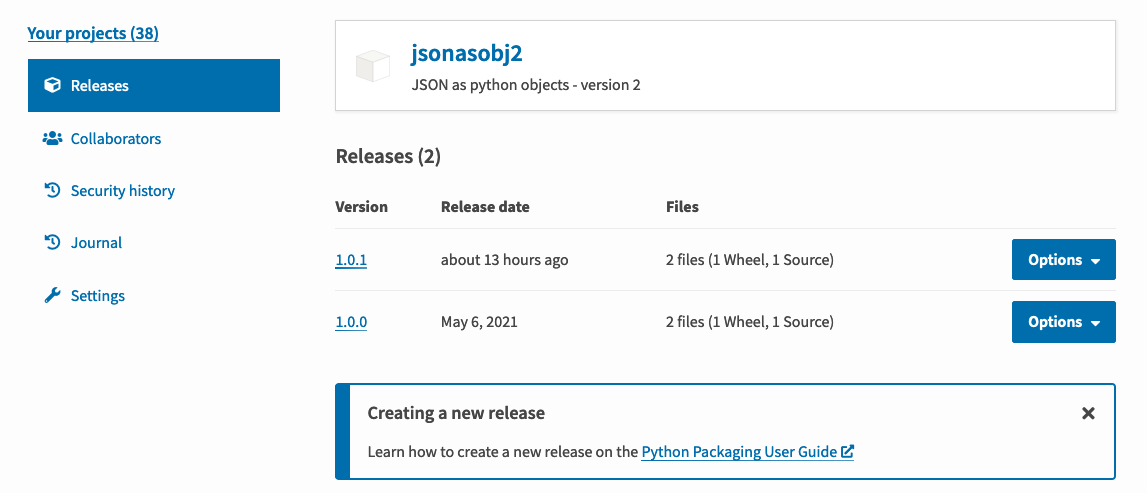 Your projects (38)
Releases
Collaborators
Security history
Journal
Settings
jsonasobj2
JSON as python objects - version 2
Releases (2)
Version Release date Files
1.0.1 about 13 hours ago 2 files (1 Wheel, 1 Source) Options
1.0.0 May 6, 2021 2 files (1 Wheel, 1 Source) Options
Creating a new release
Learn how to create a new release on the Python Packaging User Guide